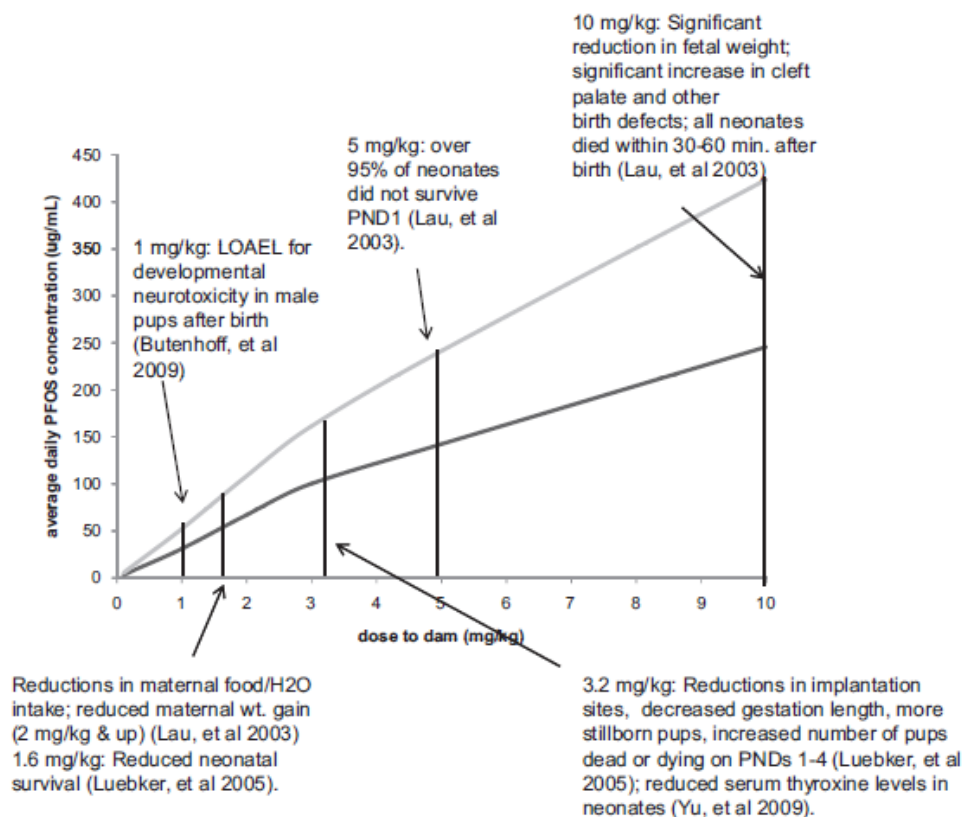 10 mg/kg: Significant
reduction in fetal weight;
significant increase in cleft
palate and other
birth defects; all neonates
died within 30-60 min. after
birth (Lau, et al 2003)
5 mg/kg: over
95% of neonates
did not survive
PND1 (Lau, et al
2003).
1 mg/kg: LOAEL for
developmental
neurotoxicity in male
pups after birth
(Butenhoff, et al
2009)
average daily PFOS concentration (ug/mL)
450
400
350
300
250
200
150
100
50
0
0 1 2 3 4 5 6 7 8 9 10
dose to dam (mg/kg)
Reductions in maternal food/H2O
intake; reduced maternal wt. gain
(2 mg/kg & up) (Lau, et al 2003)
1.6 mg/kg: Reduced neonatal
survival (Luebker, et al 2005).
3.2 mg/kg: Reductions in implantation
sites, decreased gestation length, more
stillborn pups, increased number of pups
dead or dying on PNDs 1-4 (Luebker, et al
2005); reduced serum thyroxine levels in
neonates (Yu, et al 2009).